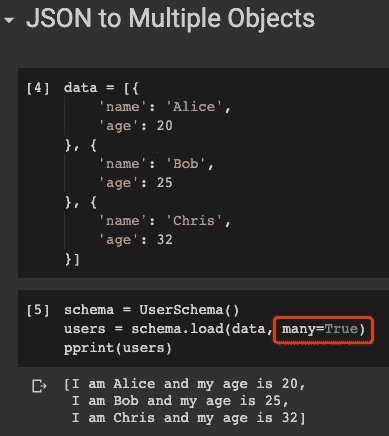 JSON to Multiple Objects
[4] data = [{
'name': 'Alice',
'age': 20
}, {
'name': 'Bob',
'age': 25
}, {
'name': 'Chris',
'age': 32
}]
[5] schema = UserSchema()
users = schema.load(data, many=True)
pprint(users)
[I am Alice and my age is 20,
I am Bob and my age is 25,
I am Chris and my age is 32]